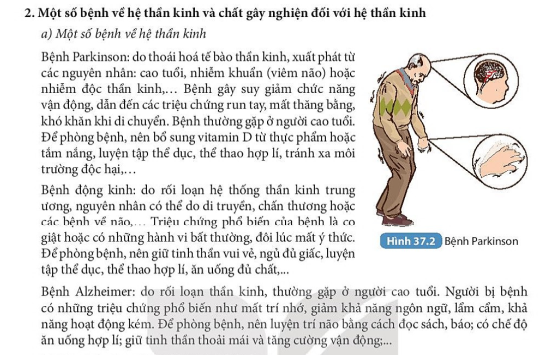 2. Một số bệnh về hệ thần kinh và chất gây nghiện đối với hệ thần kinh
a) Một số bệnh về hệ thần kinh
Bệnh Parkinson: do thoái hoá tế bào thần kinh, xuất phát từ
các nguyên nhân: cao tuổi, nhiễm khuẩn (viêm não) hoặc
nhiễm độc thần kinh,... Bệnh gây suy giảm chức năng
vận động, dẫn đến các triệu chứng run tay, mất thăng bằng,
khó khăn khi di chuyển. Bệnh thường gặp ở người cao tuổi.
Để phòng bệnh, nên bổ sung vitamin D từ thực phẩm hoặc
tắm nắng, luyện tập thể dục, thể thao hợp lí, tránh xa môi
trường độc hại,...
Bệnh động kinh: do rối loạn hệ thống thần kinh trung
ương, nguyên nhân có thể do di truyền, chấn thương hoặc
các bệnh về não,... Triệu chứng phổ biến của bệnh là co
giật hoặc có những hành vi bất thường, đôi lúc mất ý thức.
Để phòng bệnh, nên giữ tinh thần vui vẻ, ngủ đủ giấc, luyện
tập thể dục, thể thao hợp lí, ăn uống đủ chất,...
Hình 37.2 Bệnh Parkinson
Bệnh Alzheimer: do rối loạn thần kinh, thường gặp ở người cao tuổi. Người bị bệnh
có những triệu chứng phổ biến như mất trí nhớ, giảm khả năng ngôn ngữ, lẩm cẩm, khả
năng hoạt động kém. Để phòng bệnh, nên luyện trí não bằng cách đọc sách, báo; có chế độ
ăn uống hợp lí; giữ tinh thần thoải mái và tăng cường vận động;...